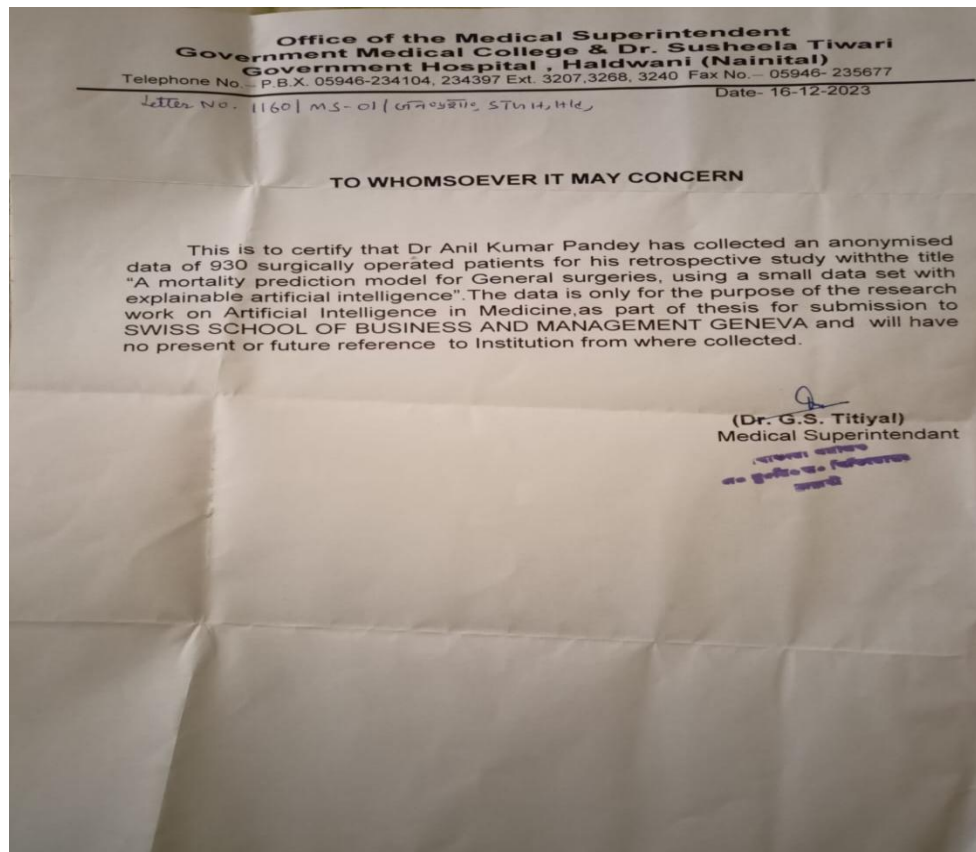 Office of the Medical Superintendent
Government Medical College & Dr. Susheela Tiwari
Government Hospital , Haldwani (Nainital)
Telephone No.– P.B.X. 05946-234104, 234397 Ext. 3207,3268, 3240 Fax No.– 05946- 235677
Date- 16-12-2023
Letter No. 1160/ MS-01/ STGH, Hld,
TO WHOMSOEVER IT MAY CONCERN
This is to certify that Dr Anil Kumar Pandey has collected an anonymised
data of 930 surgically operated patients for his retrospective study withthe title
“A mortality prediction model for General surgeries, using a small data set with
explainable artificial intelligence”.The data is only for the purpose of the research
work on Artificial Intelligence in Medicine,as part of thesis for submission to
SWISS SCHOOL OF BUSINESS AND MANAGEMENT GENEVA and will have
no present or future reference to Institution from where collected.
(Dr. G.S. Titiyal)
Medical Superintendant